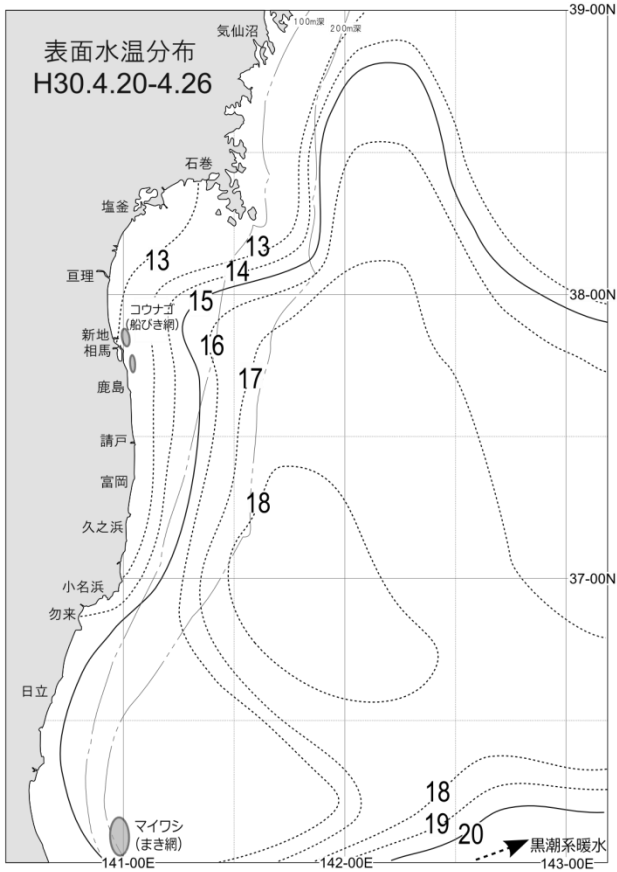 39-00N
気仙沼
100m深
200m深
表面水温分布
H30.4.20-4.26
石巻
塩釜
13
13
14
亘理
15
38-00N
コウナゴ
(船びき網)
新地
相馬
16
17
鹿島
請戸
富岡
18
久之浜
小名浜
37-00N
勿来
日立
18
19
20
マイワシ
(まき網)
黒潮系暖水
141-00E
142-00E
143-00E